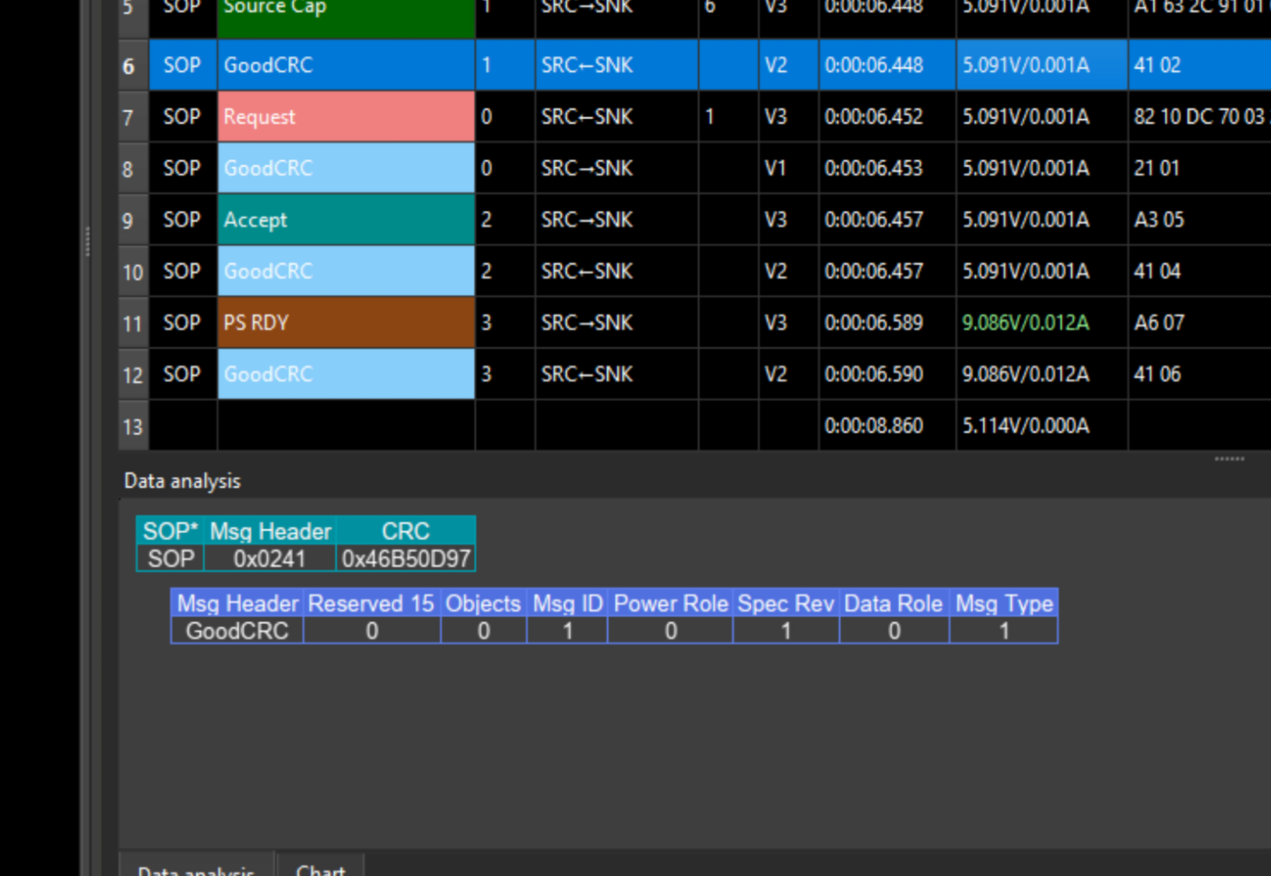 5 SOP Source Cap 1 SRC→SNK 6 V3 0:00:06.448 5.091V/0.001A A1 63 2C 91 01
6 SOP GoodCRC 1 SRC←SNK V2 0:00:06.448 5.091V/0.001A 41 02
7 SOP Request 0 SRC←SNK 1 V3 0:00:06.452 5.091V/0.001A 82 10 DC 70 03
8 SOP GoodCRC 0 SRC→SNK V1 0:00:06.453 5.091V/0.001A 21 01
9 SOP Accept 2 SRC→SNK V3 0:00:06.457 5.091V/0.001A A3 05
10 SOP GoodCRC 2 SRC←SNK V2 0:00:06.457 5.091V/0.001A 41 04
11 SOP PS RDY 3 SRC→SNK V3 0:00:06.589 9.086V/0.012A A6 07
12 SOP GoodCRC 3 SRC←SNK V2 0:00:06.590 9.086V/0.012A 41 06
13 0:00:08.860 5.114V/0.000A
Data analysis
SOP* Msg Header CRC
SOP 0x0241 0x46B50D97
Msg Header Reserved 15 Objects Msg ID Power Role Spec Rev Data Role Msg Type
GoodCRC 0 0 1 0 1 0 1
Data analysis Chart